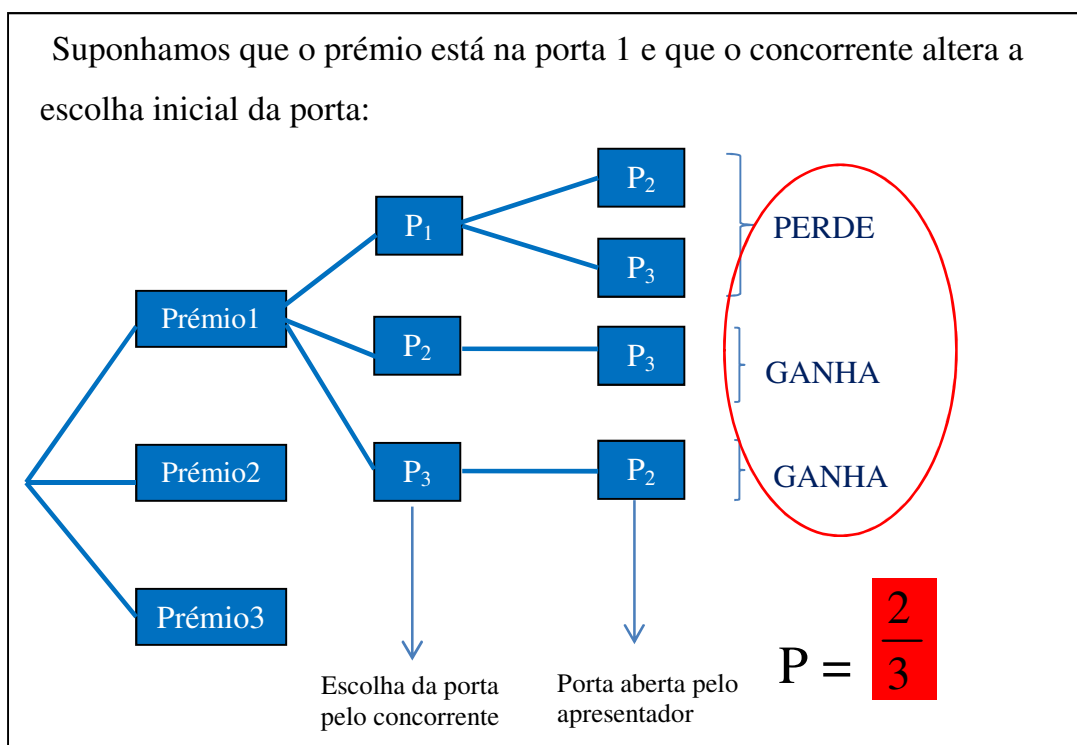 Suponhamos que o prémio está na porta 1 e que o concorrente altera a
escolha inicial da porta:
P2
P1
PERDE
P3
Prémio1
P2
P3
GANHA
Prémio2
P3
P2
GANHA
Prémio3
Escolha da porta
pelo concorrente
Porta aberta pelo
apresentador
P = 2/3